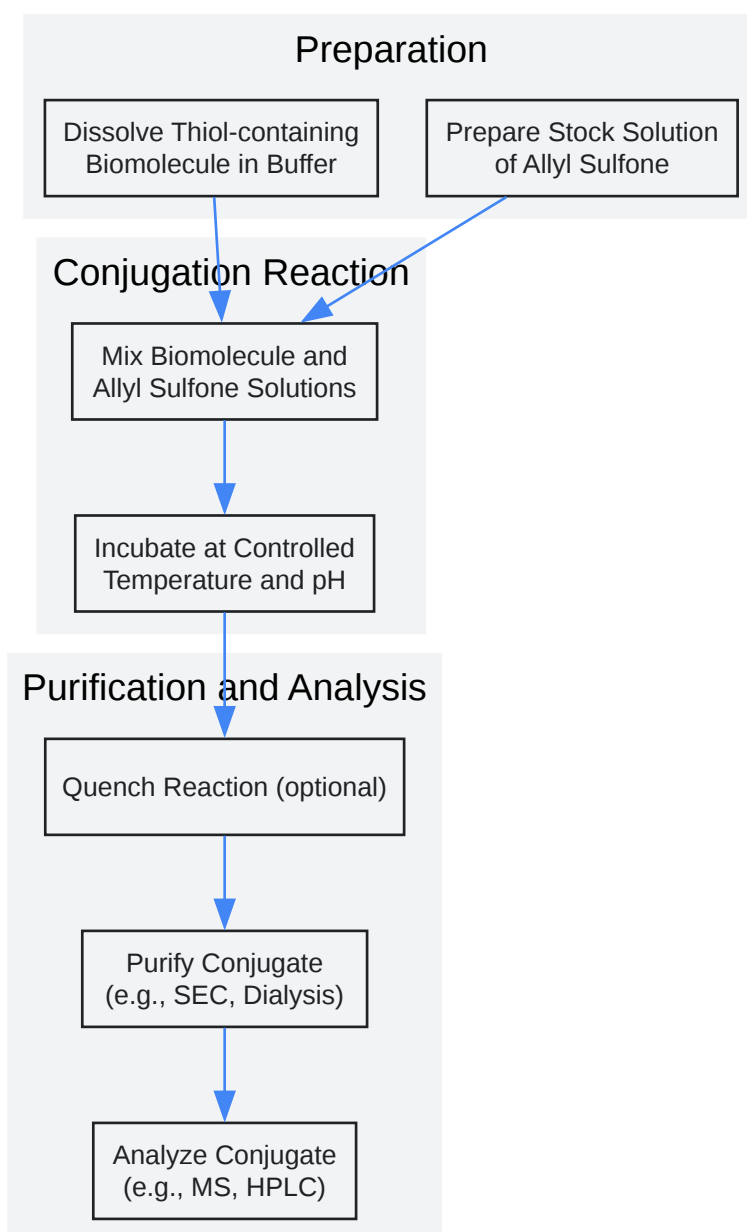 Preparation
Dissolve Thiol-containing
Biomolecule in Buffer
Prepare Stock Solution
of Allyl Sulfone
Conjugation Reaction
Mix Biomolecule and
Allyl Sulfone Solutions
Incubate at Controlled
Temperature and pH
Purification and Analysis
Quench Reaction (optional)
Purify Conjugate
(e.g., SEC, Dialysis)
Analyze Conjugate
(e.g., MS, HPLC)